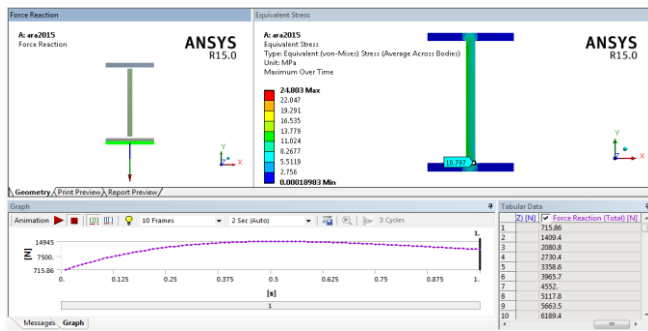 Force Reaction
A: ara2015
Force Reaction
ANSYS
R15.0
Y
X
Geometry Print Preview Report Preview
Equivalent Stress
A: ara2015
Equivalent Stress
Type: Equivalent (von-Mises) Stress (Average Across Bodies)
Unit: MPa
Maximum Over Time
24.803 Max
22.047
19.291
16.535
13.779
11.024
8.2677
5.5119
2.756
0.00018983 Min
10.797
ANSYS
R15.0
Y
X
Graph
Animation 10 Frames 2 Sec (Auto) 3 Cycles
1.
14945
7500.
715.86
[N]
0. 0.125 0.25 0.375 0.5 0.625 0.75 0.875 1.
[s]
1
Messages Graph
Tabular Data
Z) [N] Force Reaction (Total) [N]
1 715.86
2 1409.4
3 2080.8
4 2730.4
5 3358.6
6 3965.7
7 4552.
8 5117.8
9 5663.5
10 6189.4